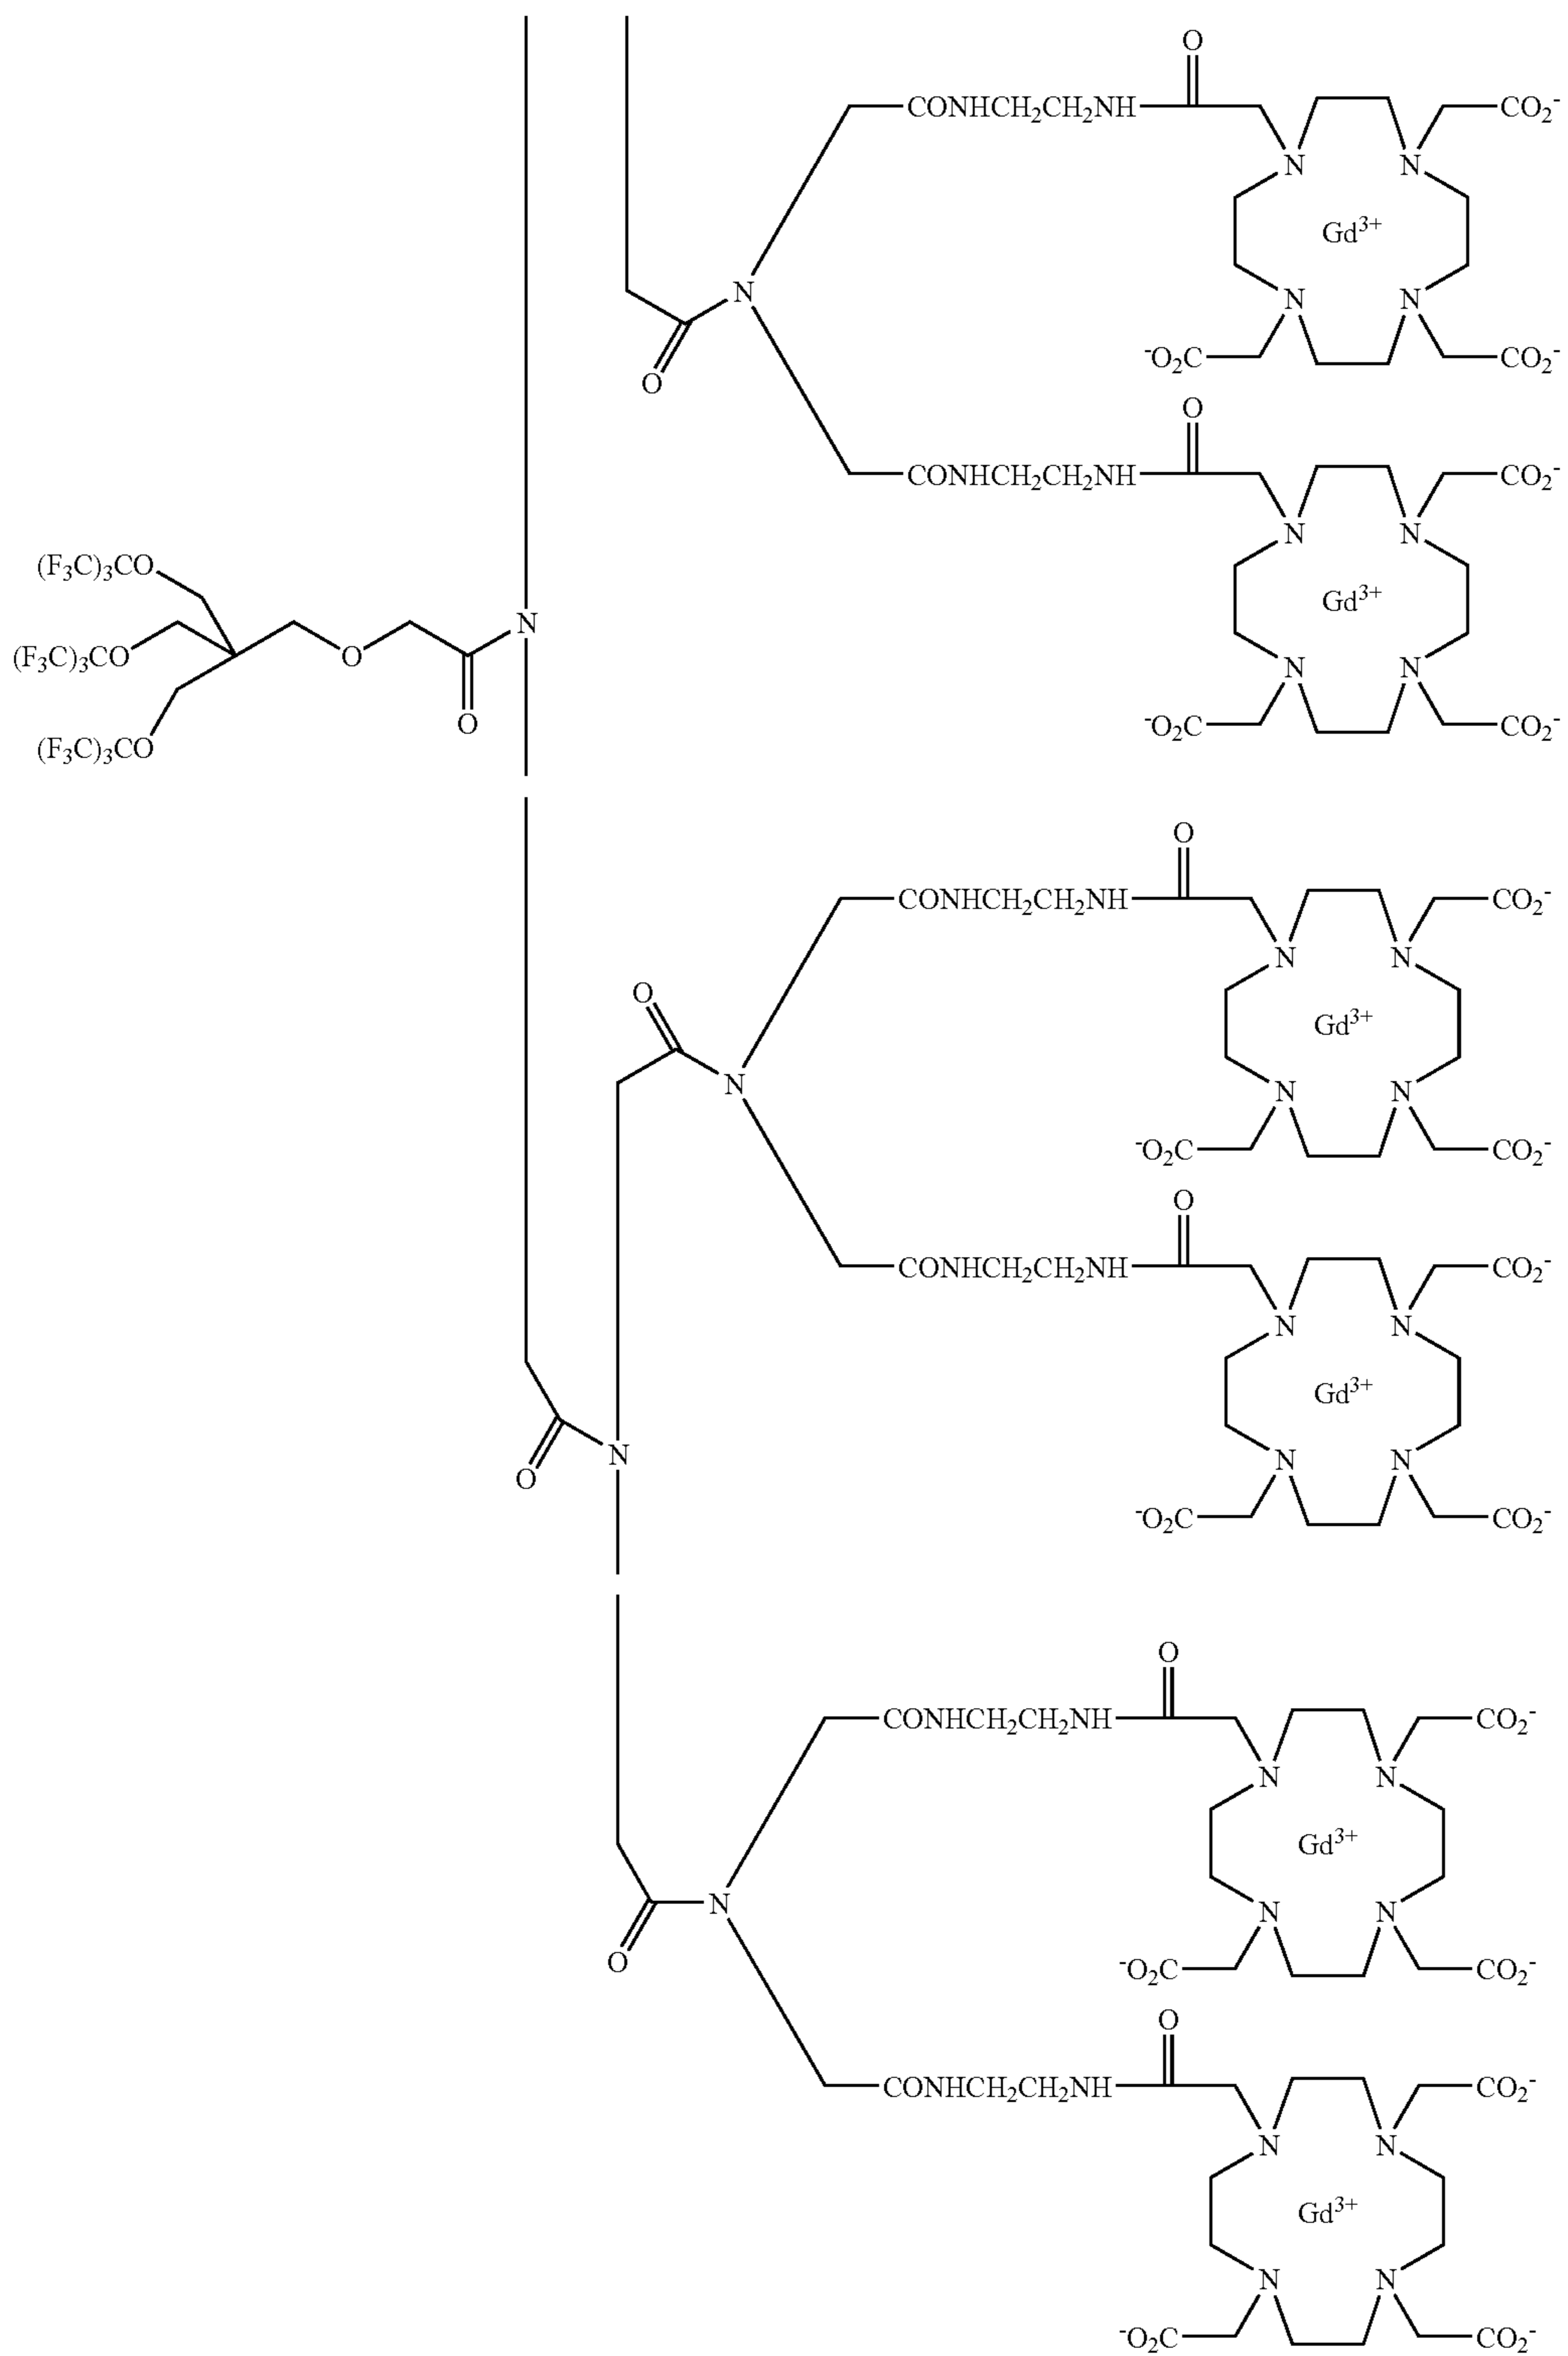 O
CONHCH₂CH₂NH CO₂⁻
N N
Gd³⁺
N N N
⁻O₂C CO₂⁻
O
O
CONHCH₂CH₂NH CO₂⁻
N N
(F₃C)₃CO
Gd³⁺
N
(F₃C)₃CO O
N N
O ⁻O₂C CO₂⁻
(F₃C)₃CO
O
CONHCH₂CH₂NH CO₂⁻
N N
O
Gd³⁺
N N N
⁻O₂C CO₂⁻
O
CONHCH₂CH₂NH CO₂⁻
N N
Gd³⁺
N N N
O
⁻O₂C CO₂⁻
O
CONHCH₂CH₂NH CO₂⁻
N N
Gd³⁺
N N N
O ⁻O₂C CO₂⁻
O
CONHCH₂CH₂NH CO₂⁻
N N
Gd³⁺
N N
⁻O₂C CO₂⁻